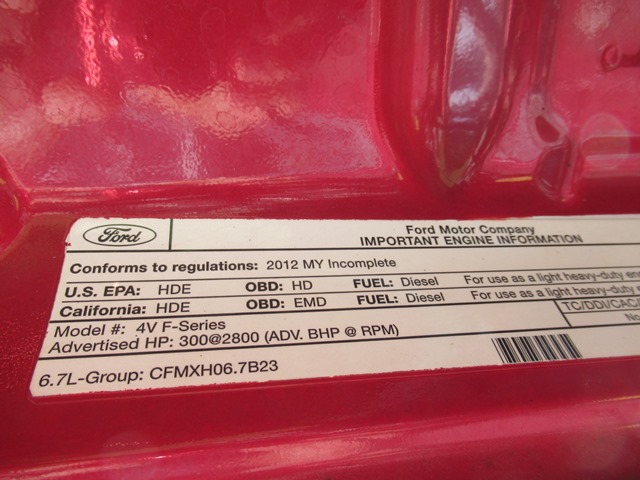 Ford
Ford Motor Company
IMPORTANT ENGINE INFORMATION
Conforms to regulations: 2012 MY Incomplete
U.S. EPA: HDE OBD: HD FUEL: Diesel For use as a light heavy-duty
California: HDE OBD: EMD FUEL: Diesel For use as a light heavy-duty
Model #: 4V F-Series
TC/DDI/CAC
Advertised HP: 300@2800 (ADV. BHP @ RPM)
No
6.7L-Group: CFMXH06.7B23